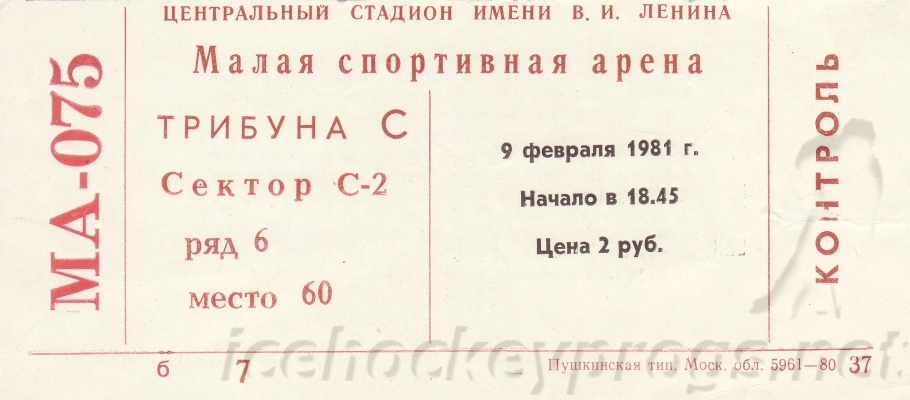 ЦЕНТРАЛЬНЫЙ СТАДИОН ИМЕНИ В. И. ЛЕНИНА
Малая спортивная арена
МА-075
ТРИБУНА С
Сектор С-2
ряд 6
место 60
9 февраля 1981 г.
Начало в 18.45
Цена 2 руб.
КОНТРОЛЬ
б 7
Пушкинская тип. Моск. обл. 5961—80 37
icehockeyprogs.net